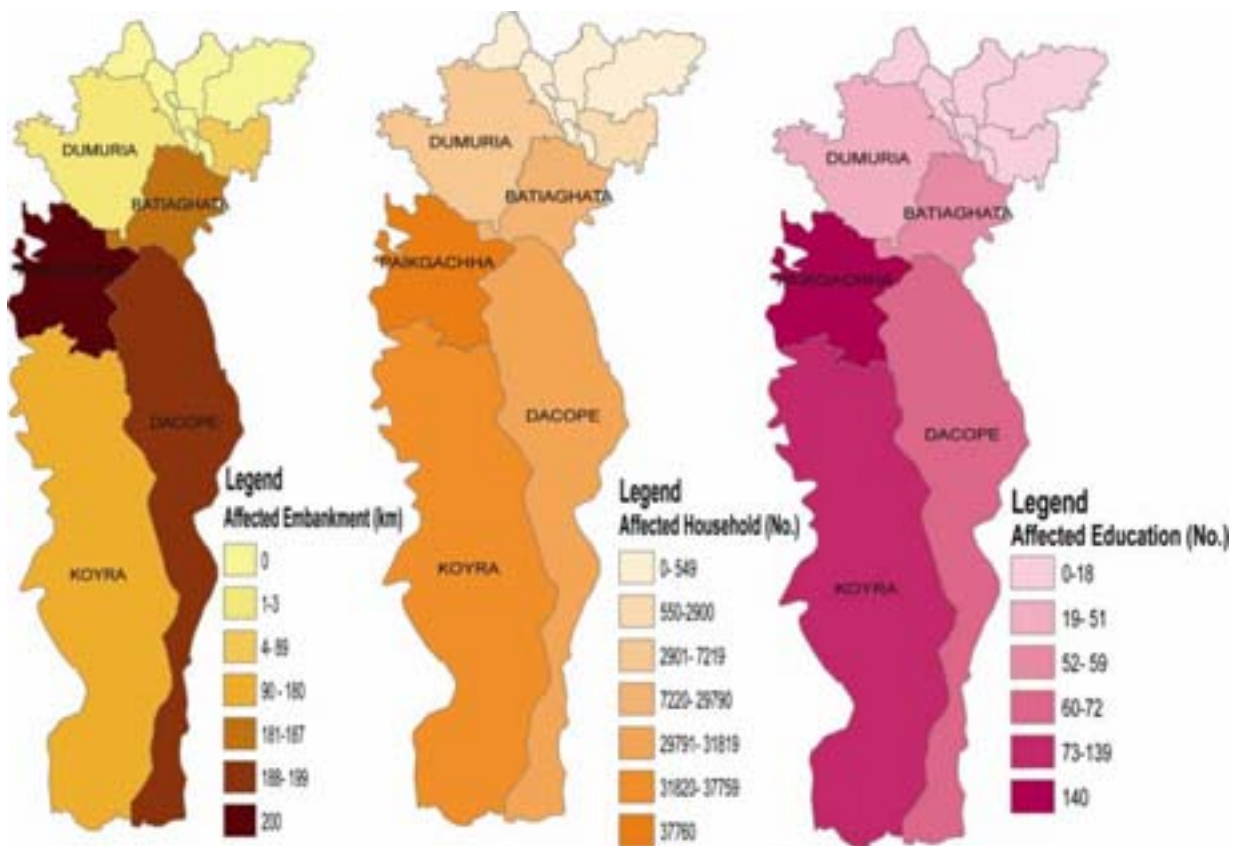 DUMURIA
BATIAGHATA
DACOPE
KOYRA
Legend
Affected Embankment (km)
0
1-3
4-89
90-180
181-187
188-199
200
DUMURIA
BATIAGHATA
PAIKGACHHA
DACOPE
KOYRA
Legend
Affected Household (No.)
0-549
550-2900
2901-7219
7220-29790
29791-31819
31820-37759
37760
DUMURIA
BATIAGHATA
PAIKGACHHA
DACOPE
KOYRA
Legend
Affected Education (No.)
0-18
19-51
52-59
60-72
73-139
140